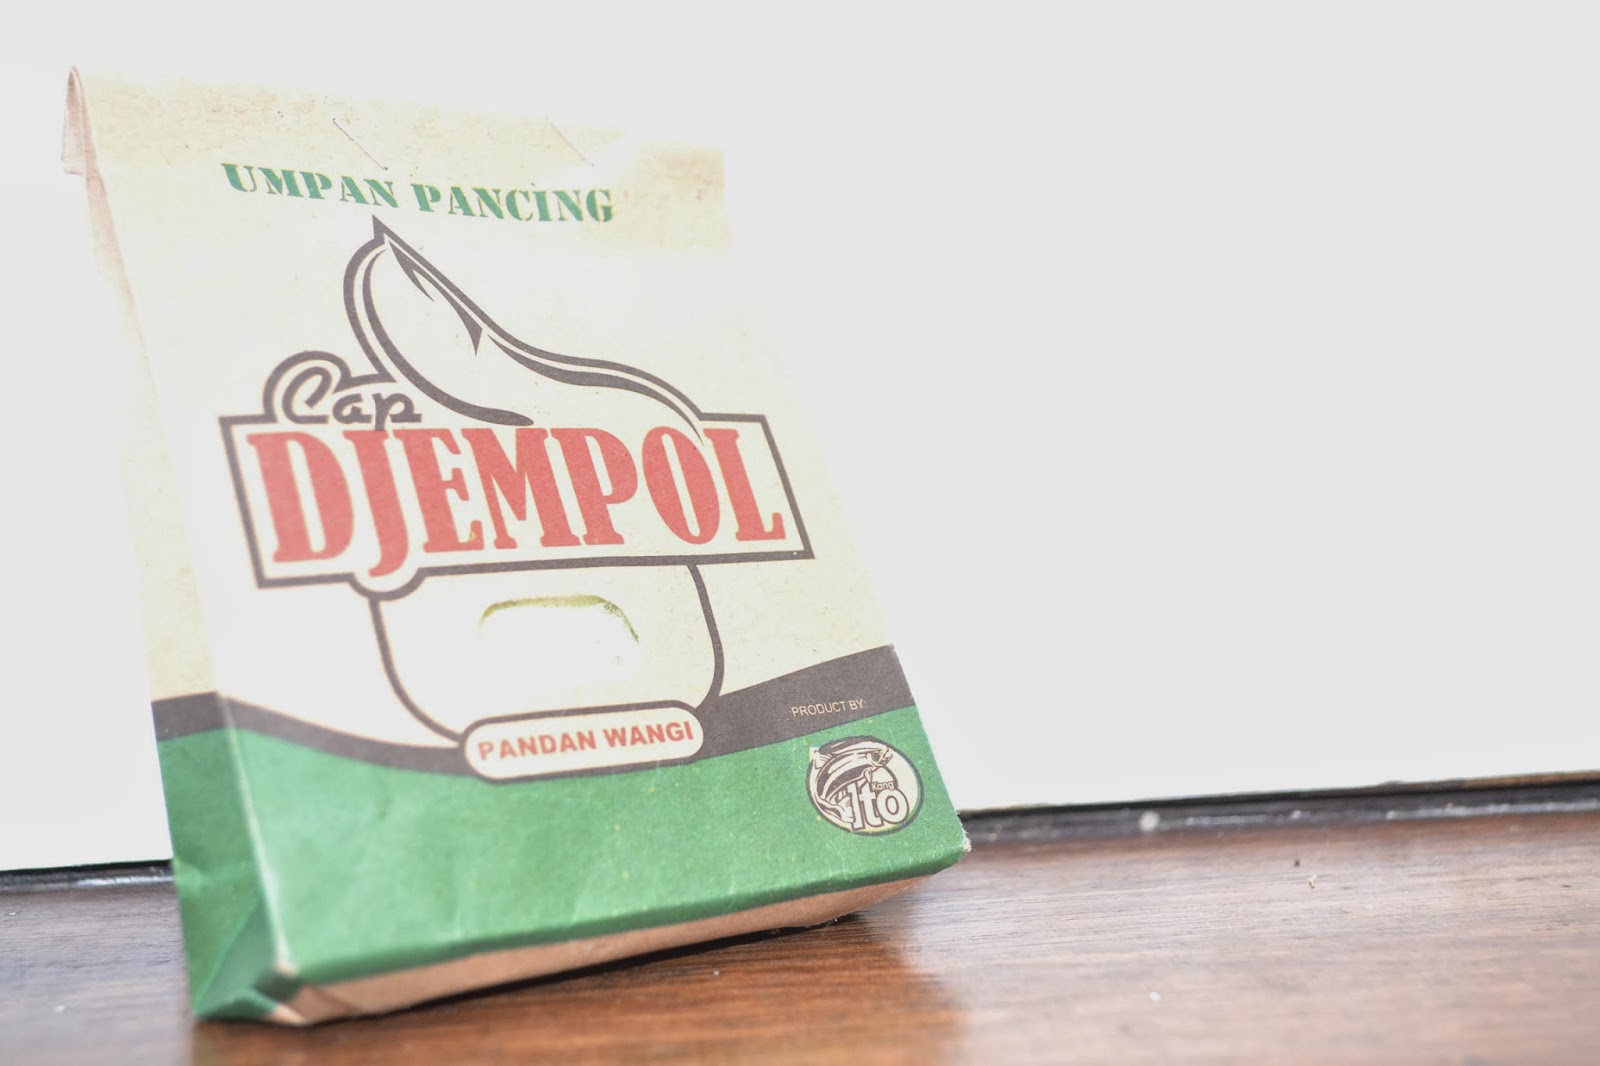 UMPAN PANCING
Cap
DJEMPOL
PANDAN WANGI
PRODUCT BY:
Kang
Ito